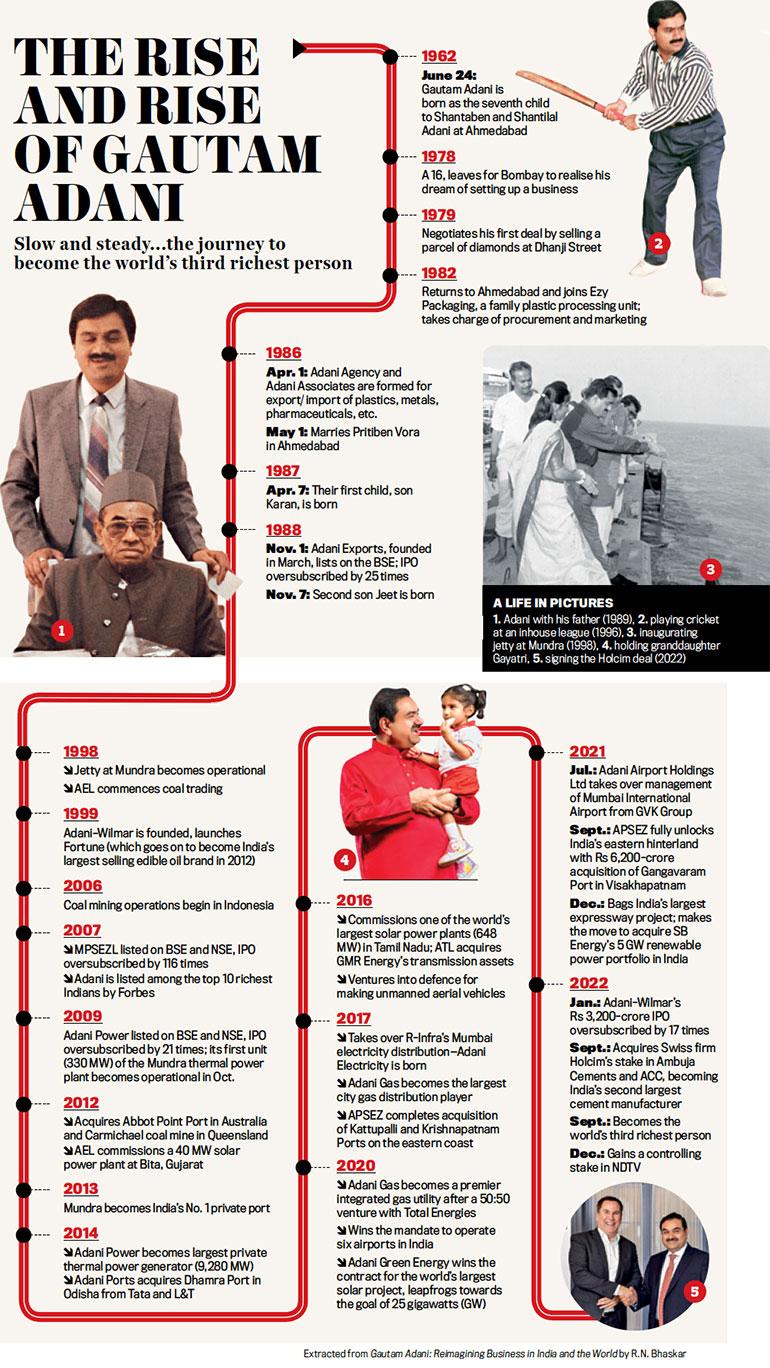 THE RISE
AND RISE
OF GAUTAM
ADANI
Slow and steady...the journey to
become the world's third richest person
1962
June 24:
Gautam Adani is
born as the seventh child
to Shantaben and Shantilal
Adani at Ahmedabad
1978
A 16, leaves for Bombay to realise his
dream of setting up a business
1979
Negotiates his first deal by selling a
parcel of diamonds at Dhanji Street
1982
Returns to Ahmedabad and joins Ezy
Packaging, a family plastic processing unit;
takes charge of procurement and marketing
2
1986
Apr. 1: Adani Agency and
Adani Associates are formed for
export/ import of plastics, metals,
pharmaceuticals, etc.
May 1: Marries Pritiben Vora
in Ahmedabad
1987
Apr. 7: Their first child, son
Karan, is born
1988
Nov. 1: Adani Exports, founded
in March, lists on the BSE; IPO
oversubscribed by 25 times
Nov. 7: Second son Jeet is born
1
3
A LIFE IN PICTURES
1. Adani with his father (1989), 2. playing cricket
at an inhouse league (1996), 3. inaugurating
jetty at Mundra (1998), 4. holding granddaughter
Gayatri, 5. signing the Holcim deal (2022)
1998
⬊Jetty at Mundra becomes operational
⬊AEL commences coal trading
1999
Adani-Wilmar is founded, launches
Fortune (which goes on to become India's
largest selling edible oil brand in 2012)
2006
Coal mining operations begin in Indonesia
2007
⬊MPSEZL listed on BSE and NSE, IPO
oversubscribed by 116 times
⬊Adani is listed among the top 10 richest
Indians by Forbes
2009
Adani Power listed on BSE and NSE, IPO
oversubscribed by 21 times; its first unit
(330 MW) of the Mundra thermal power
plant becomes operational in Oct.
2012
⬊Acquires Abbot Point Port in Australia
and Carmichael coal mine in Queensland
⬊AEL commissions a 40 MW solar
power plant at Bita, Gujarat
2013
Mundra becomes India's No. 1 private port
2014
⬊Adani Power becomes largest private
thermal power generator (9,280 MW)
⬊Adani Ports acquires Dhamra Port in
Odisha from Tata and L&T
4
2016
⬊Commissions one of the world's
largest solar power plants (648
MW) in Tamil Nadu; ATL acquires
GMR Energy's transmission assets
⬊Ventures into defence for
making unmanned aerial vehicles
2017
⬊Takes over R-Infra's Mumbai
electricity distribution—Adani
Electricity is born
⬊Adani Gas becomes the largest
city gas distribution player
⬊APSEZ completes acquisition
of Kattupalli and Krishnapatnam
Ports on the eastern coast
2020
⬊Adani Gas becomes a premier
integrated gas utility after a 50:50
venture with Total Energies
⬊Wins the mandate to operate
six airports in India
⬊Adani Green Energy wins the
contract for the world's largest
solar project, leapfrogs towards
the goal of 25 gigawatts (GW)
2021
Jul.: Adani Airport Holdings
Ltd takes over management
of Mumbai International
Airport from GVK Group
Sept.: APSEZ fully unlocks
India's eastern hinterland
with Rs 6,200-crore
acquisition of Gangavaram
Port in Visakhapatnam
Dec.: Bags India's largest
expressway project; makes
the move to acquire SB
Energy's 5 GW renewable
power portfolio in India
2022
Jan.: Adani-Wilmar's
Rs 3,200-crore IPO
oversubscribed by 17 times
Sept.: Acquires Swiss firm
Holcim's stake in Ambuja
Cements and ACC, becoming
India's second largest
cement manufacturer
Sept.: Becomes the
world's third richest person
Dec.: Gains a controlling
stake in NDTV
5
Extracted from Gautam Adani: Reimagining Business in India and the World by R.N. Bhaskar